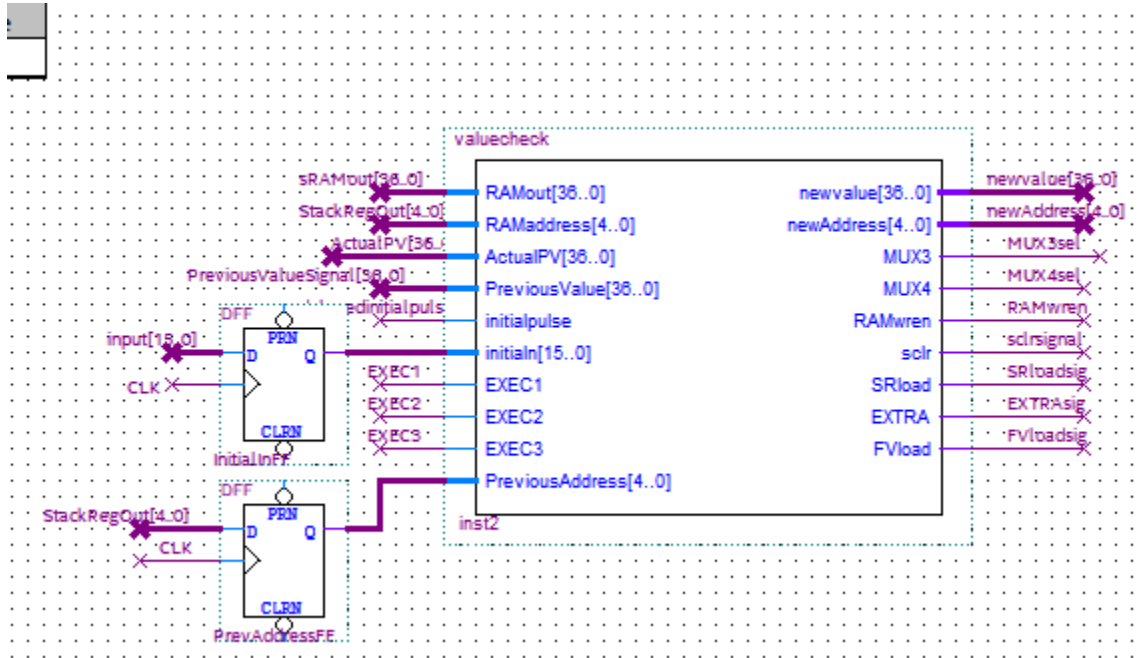 valuecheck
sRAMout[36..0]
RAMout[36..0]
newvalue[36..0]
newvalue[36..0]
StackRegOut[4..0]
RAMaddress[4..0]
newAddress[4..0]
newAddress[4..0]
ActualPV[36..
ActualPV[36..0]
MUX3
MUX3sel
PreviousValueSignal[36..0]
PreviousValue[36..0]
MUX4
MUX4sel
edinitialpuls
initialpulse
RAMwren
RAMwren
DFF
PRN
input[15..0]
D
Q
initialn[15..0]
sclr
sclrsignal
CLK
EXEC1
EXEC1
SRload
SRloadsig
EXEC2
EXEC2
EXTRA
EXTRAsig
CLRN
EXEC3
EXEC3
FVload
FVloadsig
InitialInFF
PreviousAddress[4..0]
DFF
PRN
inst2
StackRegOut[4..0]
D
Q
CLK
CLRN
PrevAddressFF